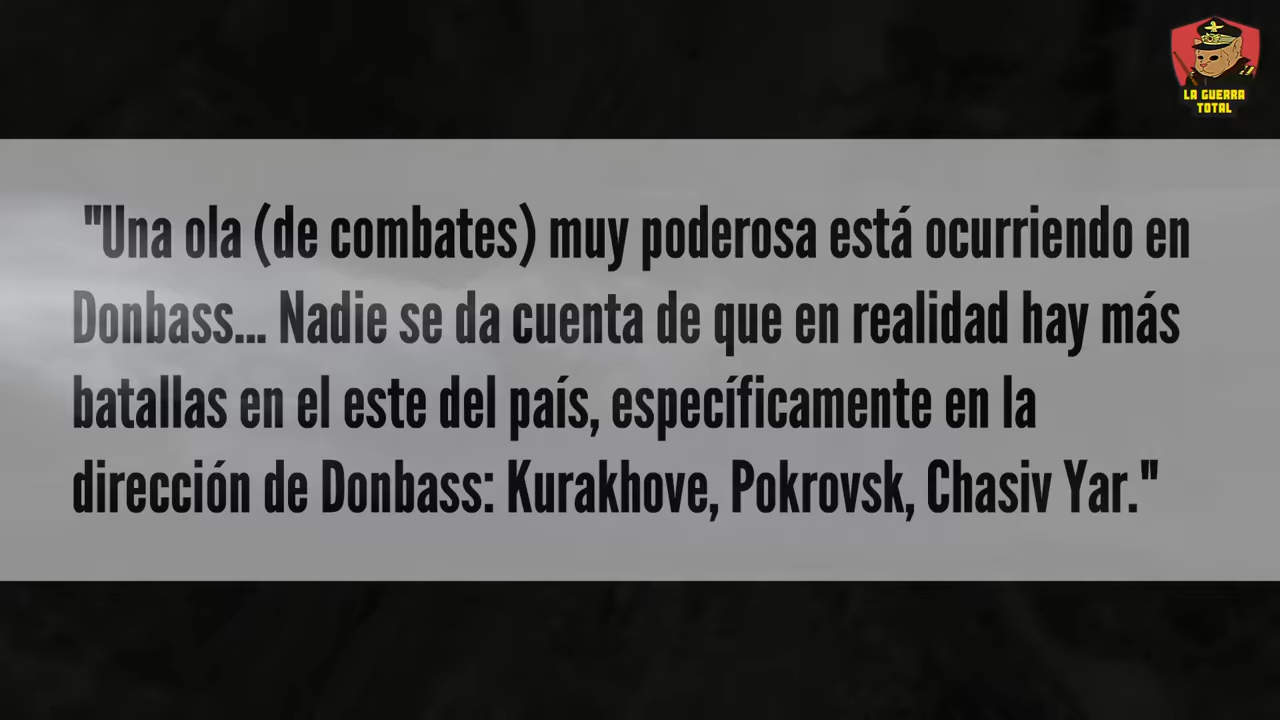 LA GUERRA
TOTAL
"Una ola (de combates) muy poderosa está ocurriendo en
Donbass... Nadie se da cuenta de que en realidad hay más
batallas en el este del país, específicamente en la
dirección de Donbass: Kurakhove, Pokrovsk, Chasiv Yar."